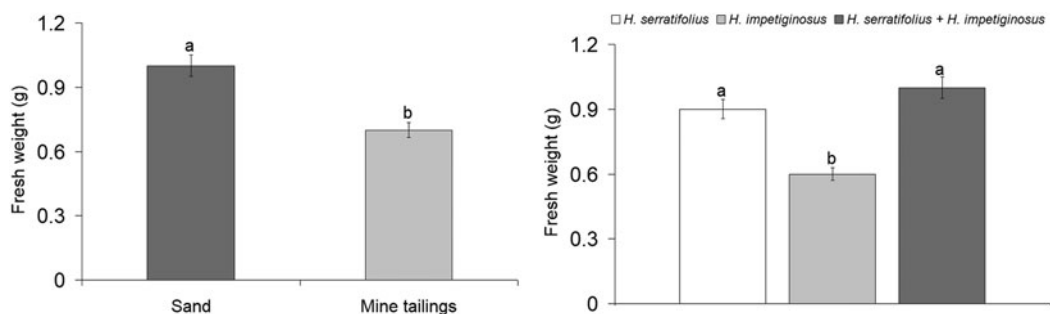 1.2
a
0.9
b
0.6
0.3
0
Fresh weight (g)
Sand Mine tailings
H. serratifolius H. impetiginosus H. serratifolius + H. impetiginosus
1.2
a
a
0.9
b
0.6
0.3
0
Fresh weight (g)